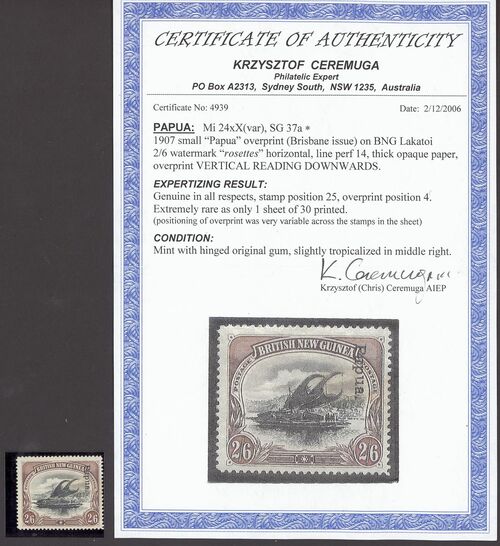 CERTIFICATE OF AUTHENTICITY
KRZYSZTOF CEREMUGA
Philatelic Expert
PO Box A2313, Sydney South, NSW 1235, Australia
Certificate No: 4939 Date: 2/12/2006
PAPUA: Mi 24xX(var), SG 37a *
1907 small "Papua" overprint (Brisbane issue) on BNG Lakatoi
2/6 watermark "rosettes" horizontal, line perf 14, thick opaque paper,
overprint VERTICAL READING DOWNWARDS.
EXPERTIZING RESULT:
Genuine in all respects, stamp position 25, overprint position 4.
Extremely rare as only 1 sheet of 30 printed.
(positioning of overprint was very variable across the stamps in the sheet)
CONDITION:
Mint with hinged original gum, slightly tropicalized in middle right.
K. Ceremuga
Krzysztof (Chris) Ceremuga AIEP
BRITISH NEW GUINEA
POSTAGE POSTAGE
Papua
2/6 2/6
BRITISH NEW GUINEA
Papua
2/6 2/6